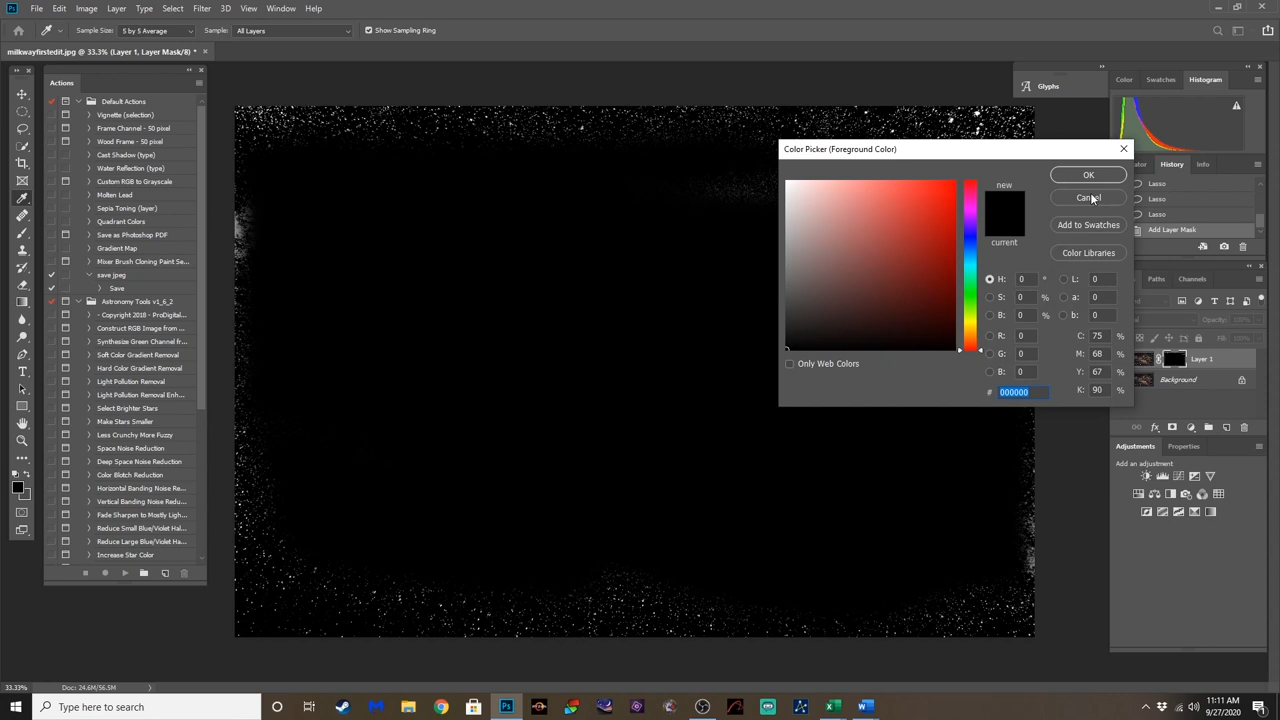 Ps File Edit Image Layer Type Select Filter 3D View Window Help
Sample Size: 5 by 5 Average Sample: All Layers Show Sampling Ring
milkwayfirstedit.jpg @ 33.3% (Layer 1, Layer Mask/8) *
Actions
Default Actions
Vignette (selection)
Frame Channel - 50 pixel
Wood Frame - 50 pixel
Cast Shadow (type)
Water Reflection (type)
Custom RGB to Grayscale
Molten Lead
Sepia Toning (layer)
Quadrant Colors
Save as Photoshop PDF
Gradient Map
Mixer Brush Cloning Paint Se...
save jpeg
Save
Astronomy Tools v1_6_2
- Copyright 2018 - ProDigital...
Construct RGB Image from ...
Synthesize Green Channel fr...
Soft Color Gradient Removal
Hard Color Gradient Removal
Light Pollution Removal
Light Pollution Removal Enh...
Select Brighter Stars
Make Stars Smaller
Less Crunchy More Fuzzy
Space Noise Reduction
Deep Space Noise Reduction
Color Blotch Reduction
Horizontal Banding Noise Re...
Vertical Banding Noise Redu...
Fade Sharpen to Mostly Ligh...
Reduce Small Blue/Violet Hal...
Reduce Large Blue/Violet Ha...
Increase Star Color
Color Picker (Foreground Color)
new
current
OK
Cancel
Add to Swatches
Color Libraries
H: 0 °
S: 0 %
B: 0 %
R: 0
G: 0
B: 0
L: 0
a: 0
b: 0
C: 75 %
M: 68 %
Y: 67 %
K: 90 %
# 000000
Only Web Colors
Glyphs
Color Swatches Histogram
History Info
Lasso
Lasso
Lasso
Add Layer Mask
Paths Channels
Opacity: 100%
Layer 1
Background
Adjustments Properties
Add an adjustment
33.33% Doc: 24.6M/56.5M
Type here to search
11:11 AM
9/27/2020